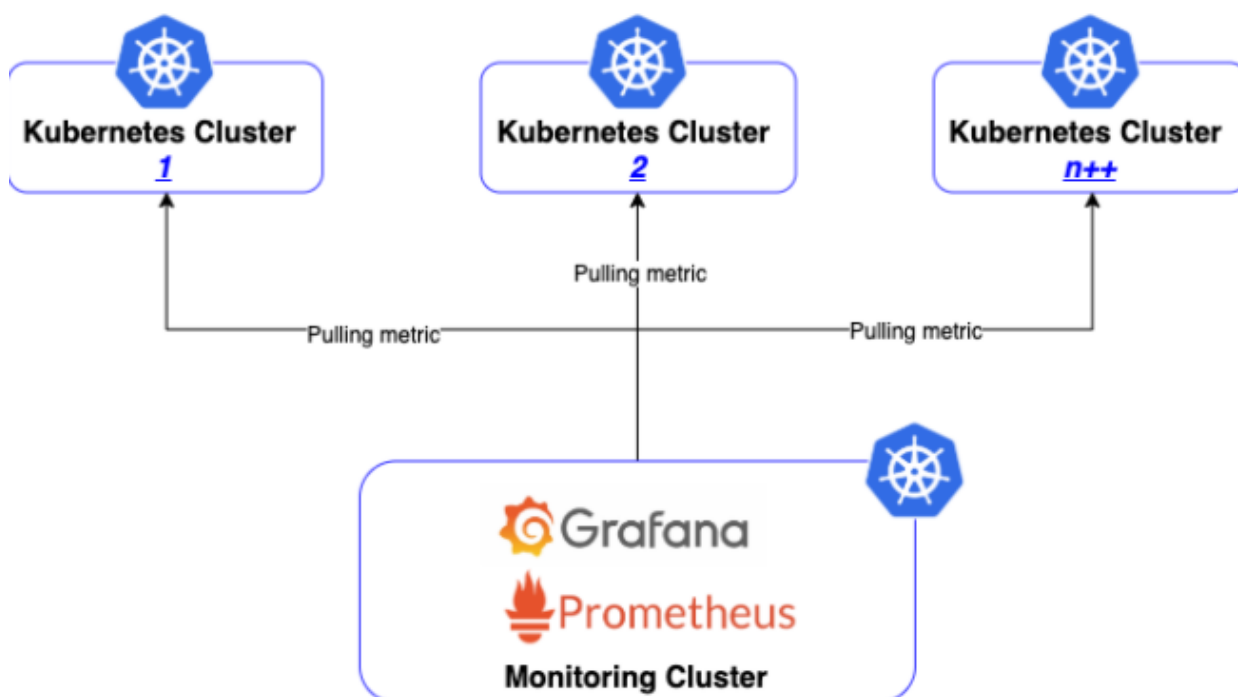 Kubernetes Cluster
1
Kubernetes Cluster
2
Kubernetes Cluster
n++
Pulling metric
Pulling metric
Pulling metric
Grafana
Prometheus
Monitoring Cluster